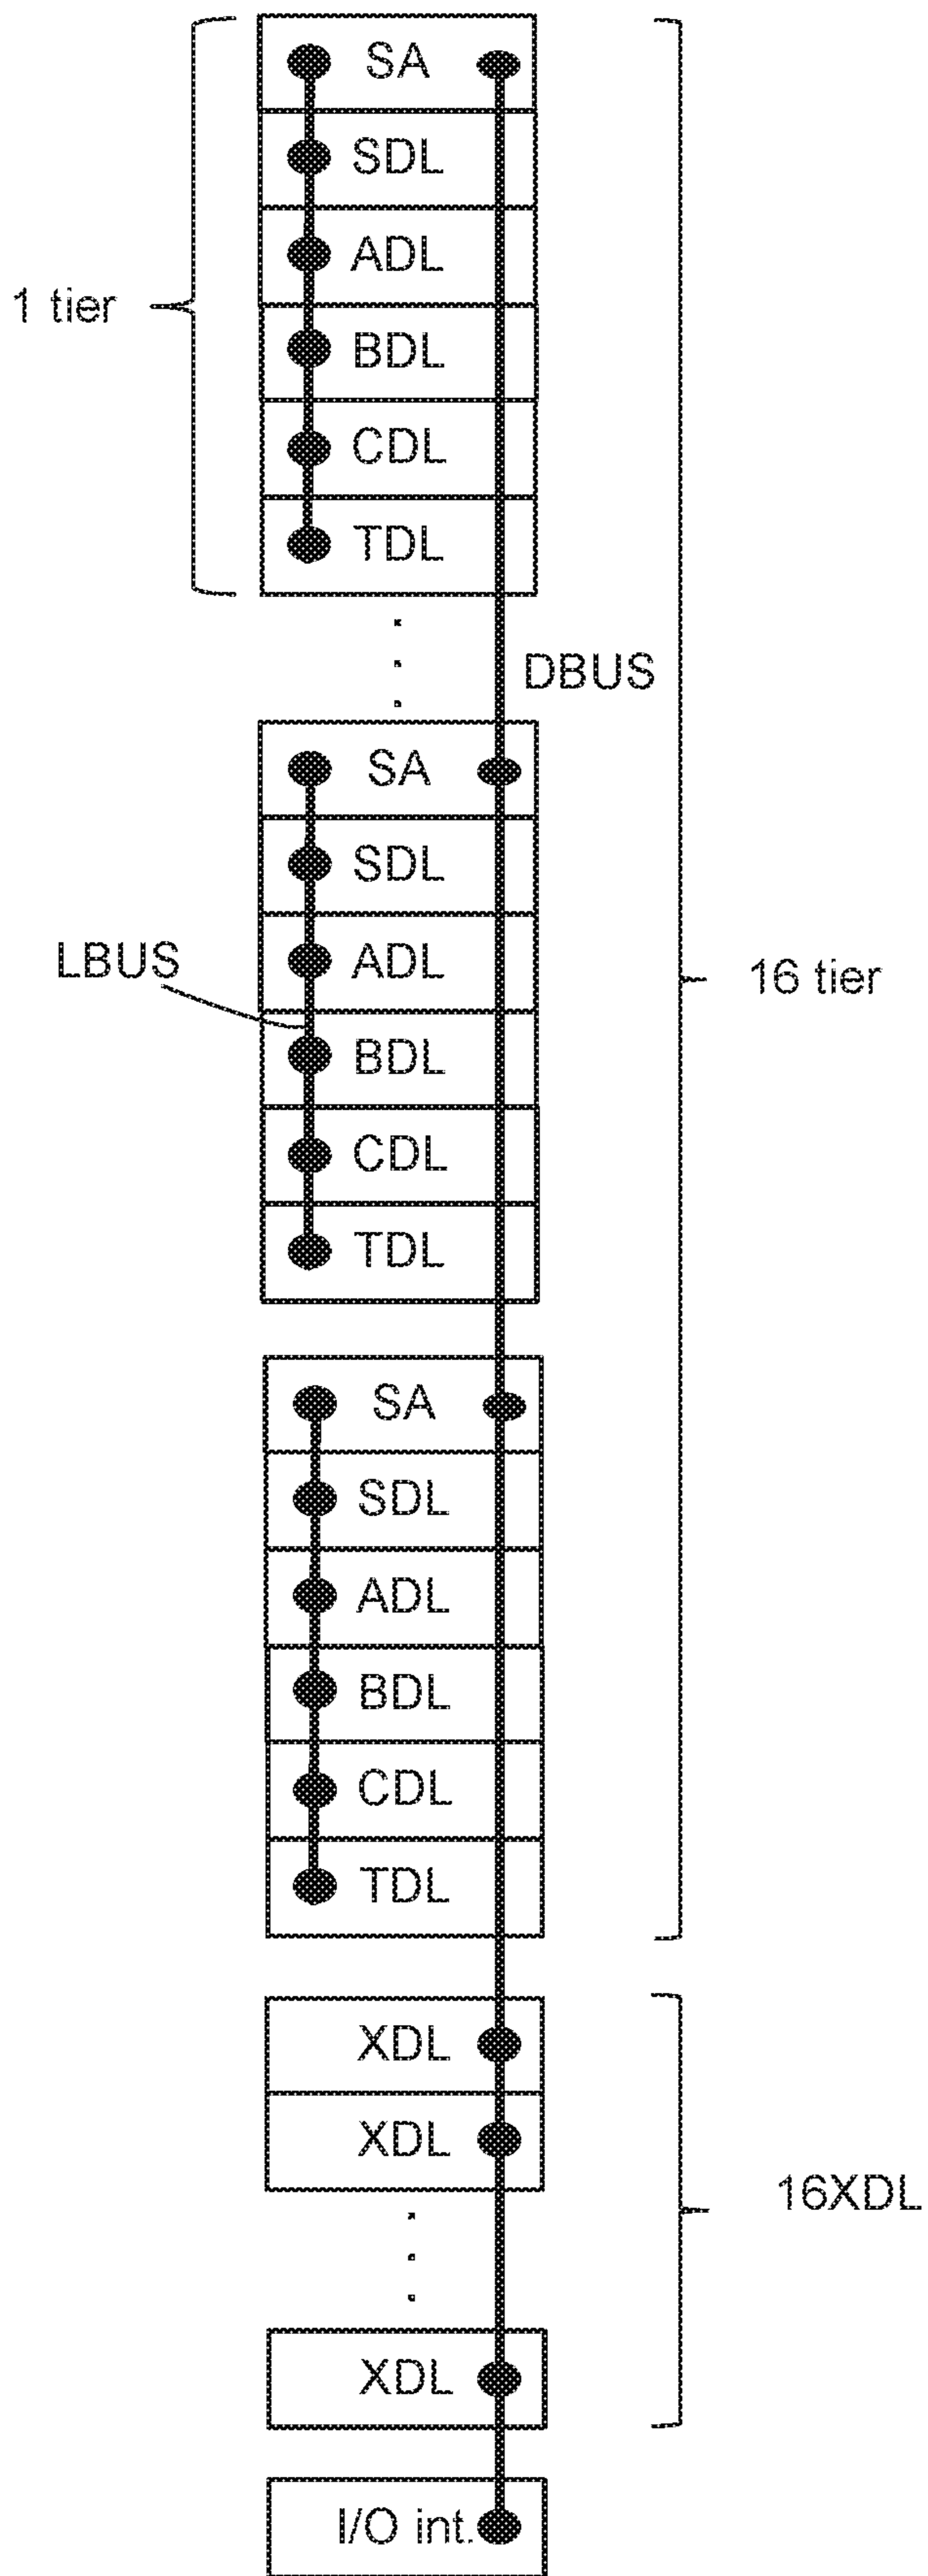 SA
SDL
ADL
1 tier
BDL
CDL
TDL
DBUS
SA
SDL
LBUS
ADL
16 tier
BDL
CDL
TDL
SA
SDL
ADL
BDL
CDL
TDL
XDL
XDL
16XDL
XDL
I/O int.